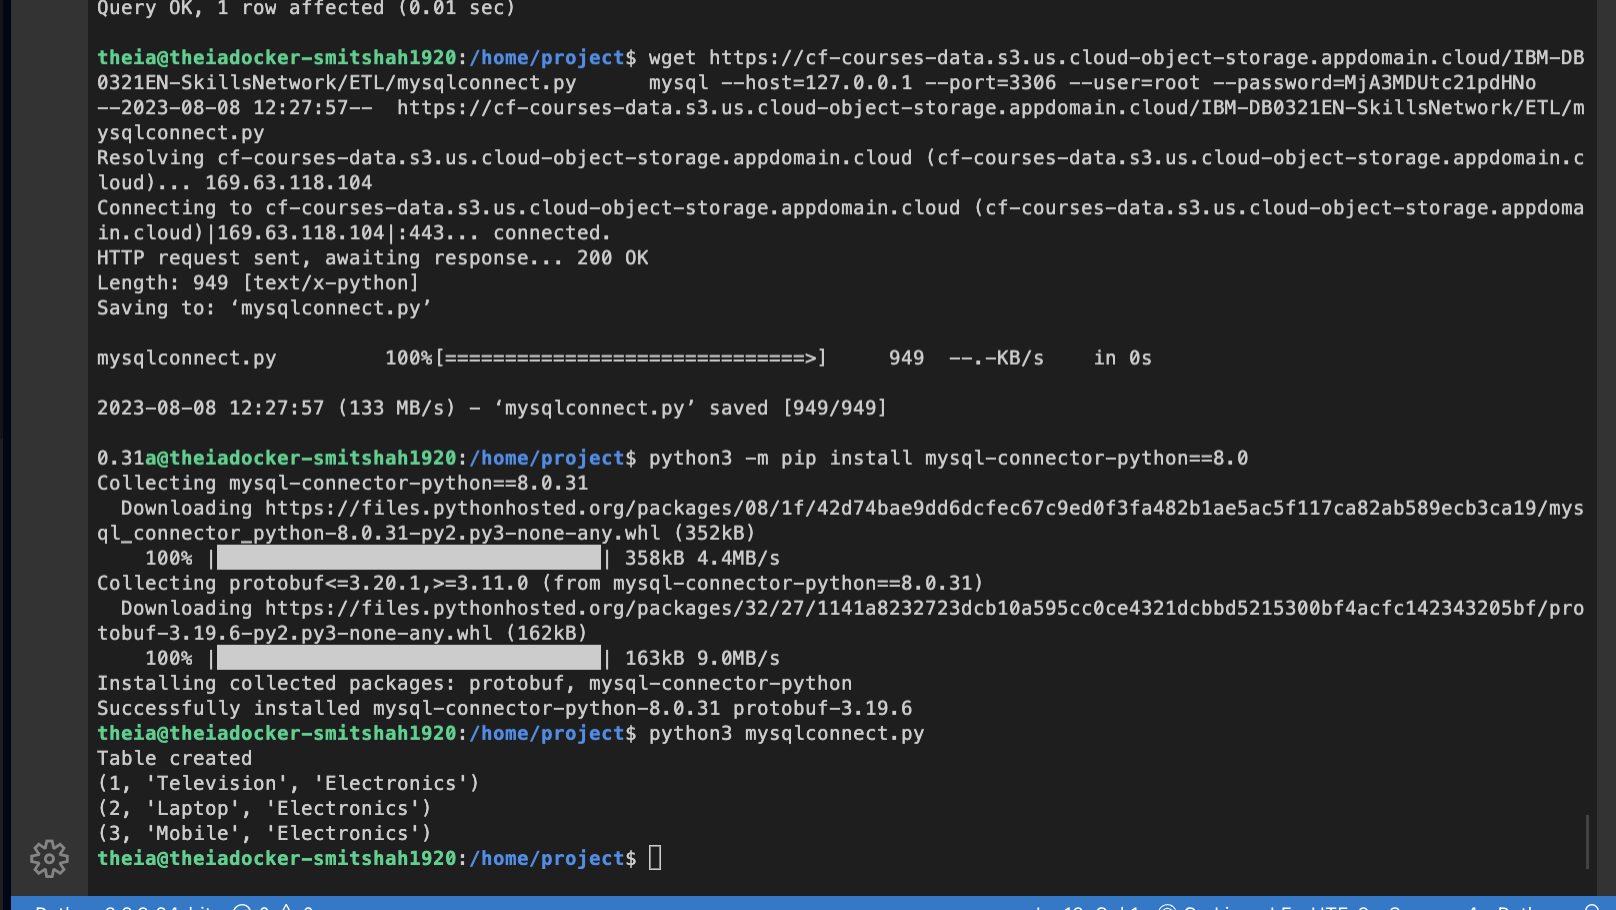 Query OK, 1 row affected (0.01 sec)
theia@theiadocker-smitshah1920:/home/project$ wget https://cf-courses-data.s3.us.cloud-object-storage.appdomain.cloud/IBM-DB
0321EN-SkillsNetwork/ETL/mysqlconnect.py      mysql --host=127.0.0.1 --port=3306 --user=root --password=MjA3MDUtc21pdHNo
--2023-08-08 12:27:57--  https://cf-courses-data.s3.us.cloud-object-storage.appdomain.cloud/IBM-DB0321EN-SkillsNetwork/ETL/m
ysqlconnect.py
Resolving cf-courses-data.s3.us.cloud-object-storage.appdomain.cloud (cf-courses-data.s3.us.cloud-object-storage.appdomain.c
loud)... 169.63.118.104
Connecting to cf-courses-data.s3.us.cloud-object-storage.appdomain.cloud (cf-courses-data.s3.us.cloud-object-storage.appdoma
in.cloud)|169.63.118.104|:443... connected.
HTTP request sent, awaiting response... 200 OK
Length: 949 [text/x-python]
Saving to: ‘mysqlconnect.py’
mysqlconnect.py         100%[==============================>]     949  --.-KB/s    in 0s
2023-08-08 12:27:57 (133 MB/s) - ‘mysqlconnect.py’ saved [949/949]
0.31a@theiadocker-smitshah1920:/home/project$ python3 -m pip install mysql-connector-python==8.0
Collecting mysql-connector-python==8.0.31
  Downloading https://files.pythonhosted.org/packages/08/1f/42d74bae9dd6dcfec67c9ed0f3fa482b1ae5ac5f117ca82ab589ecb3ca19/mys
ql_connector_python-8.0.31-py2.py3-none-any.whl (352kB)
    100% || 358kB 4.4MB/s
Collecting protobuf<=3.20.1,>=3.11.0 (from mysql-connector-python==8.0.31)
  Downloading https://files.pythonhosted.org/packages/32/27/1141a8232723dcb10a595cc0ce4321dcbbd5215300bf4acfc142343205bf/pro
tobuf-3.19.6-py2.py3-none-any.whl (162kB)
    100% || 163kB 9.0MB/s
Installing collected packages: protobuf, mysql-connector-python
Successfully installed mysql-connector-python-8.0.31 protobuf-3.19.6
theia@theiadocker-smitshah1920:/home/project$ python3 mysqlconnect.py
Table created
(1, 'Television', 'Electronics')
(2, 'Laptop', 'Electronics')
(3, 'Mobile', 'Electronics')
theia@theiadocker-smitshah1920:/home/project$